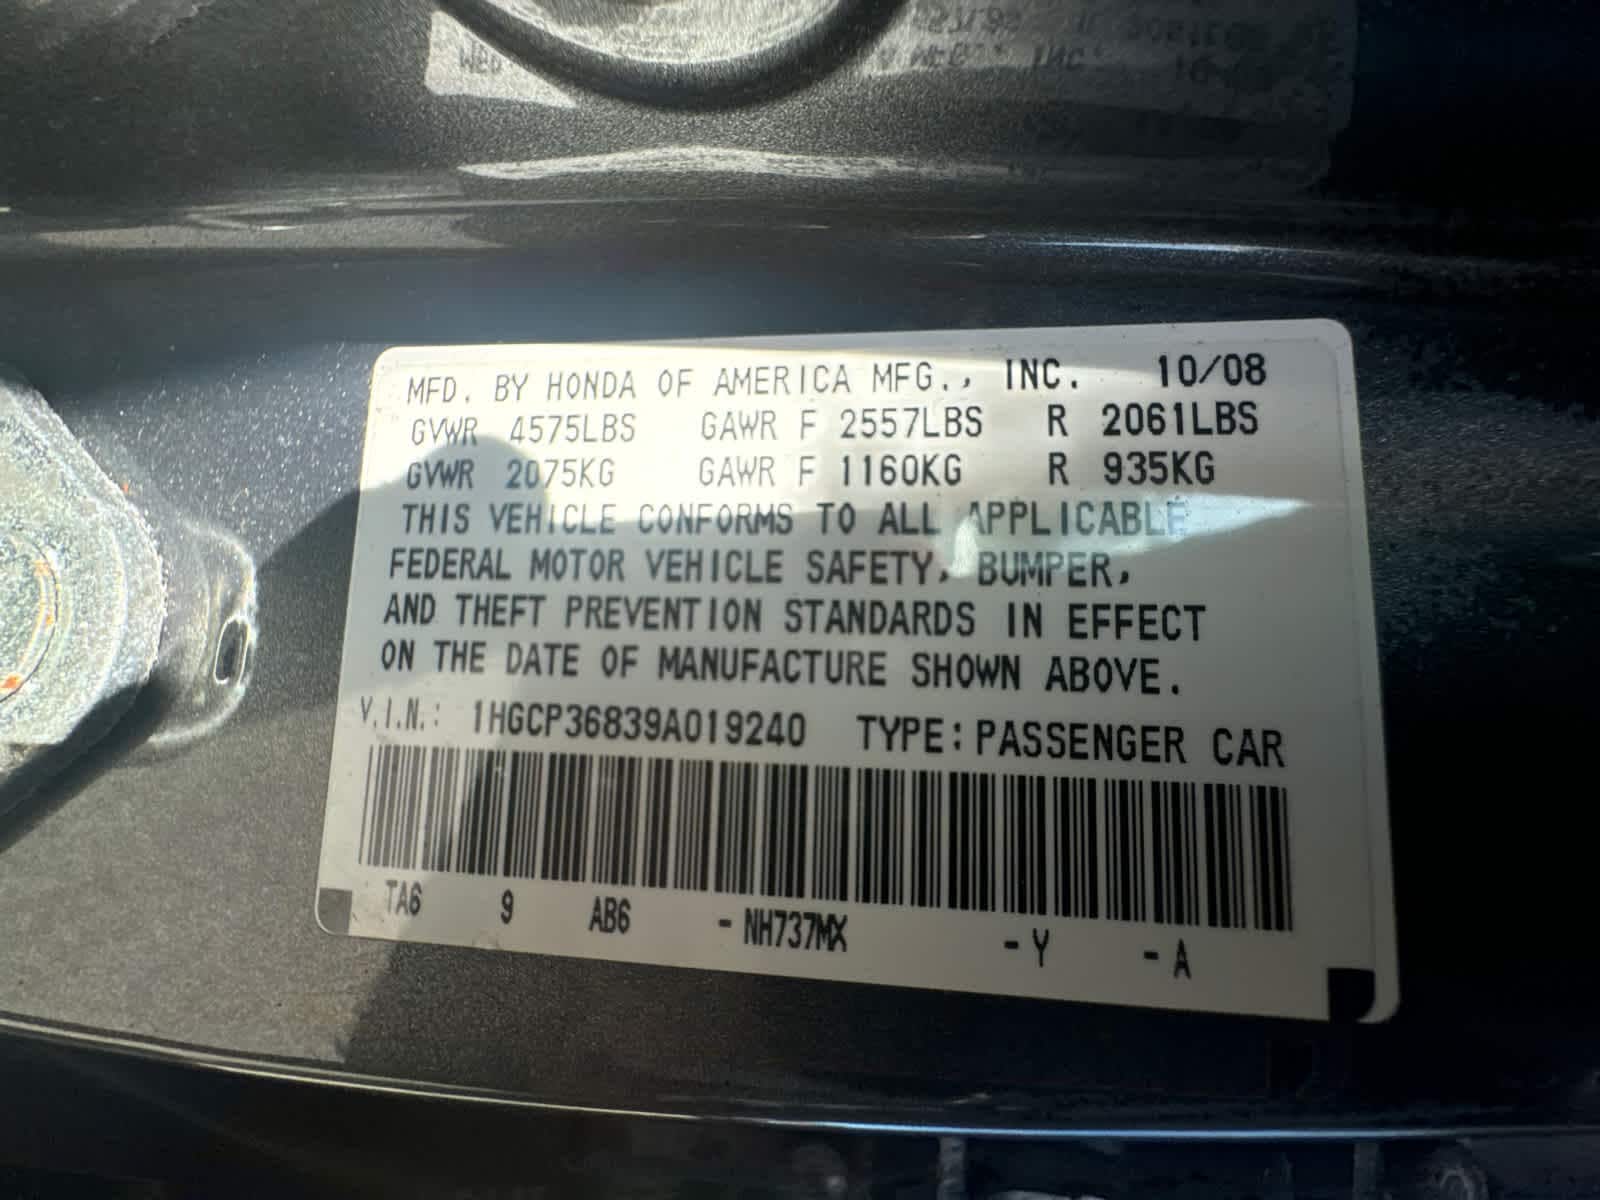 MFD. BY HONDA OF AMERICA MFG., INC. 10/08
GVWR 4575LBS GAWR F 2557LBS R 2061LBS
GVWR 2075KG GAWR F 1160KG R 935KG
THIS VEHICLE CONFORMS TO ALL APPLICABLE
FEDERAL MOTOR VEHICLE SAFETY, BUMPER,
AND THEFT PREVENTION STANDARDS IN EFFECT
ON THE DATE OF MANUFACTURE SHOWN ABOVE.
V.I.N.: 1HGCP36839A019240 TYPE: PASSENGER CAR
TA6 9 AB6 - NH737MX - Y - A